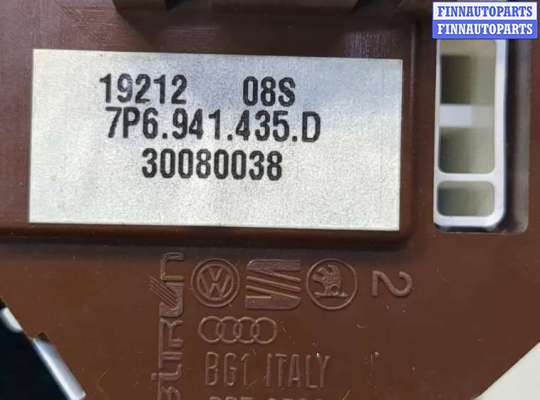 FINNAUTOPARTS
FINNAUTOPARTS
19212 08S
7P6.941.435.D
30080038
2
BG1 ITALY